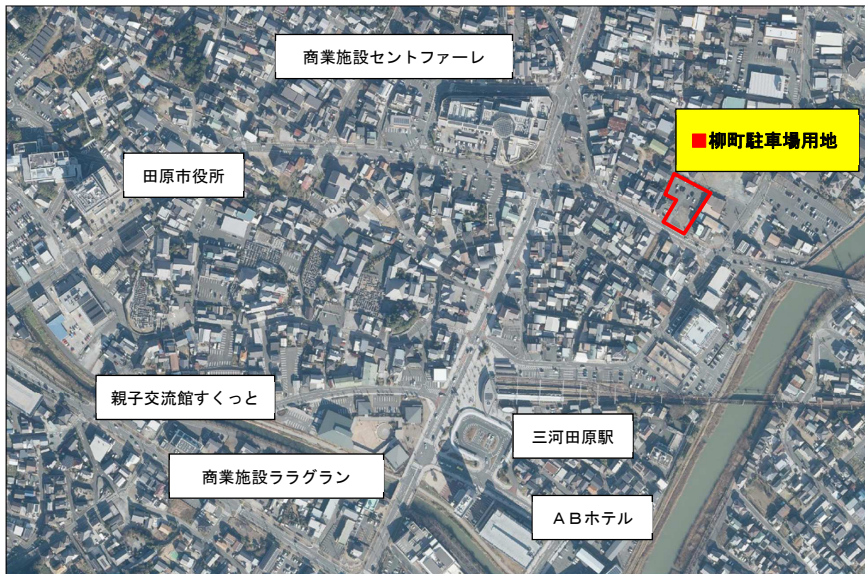 商業施設セントファーレ
■柳町駐車場用地
田原市役所
親子交流館すくっと
三河田原駅
商業施設ララグラン
ＡＢホテル